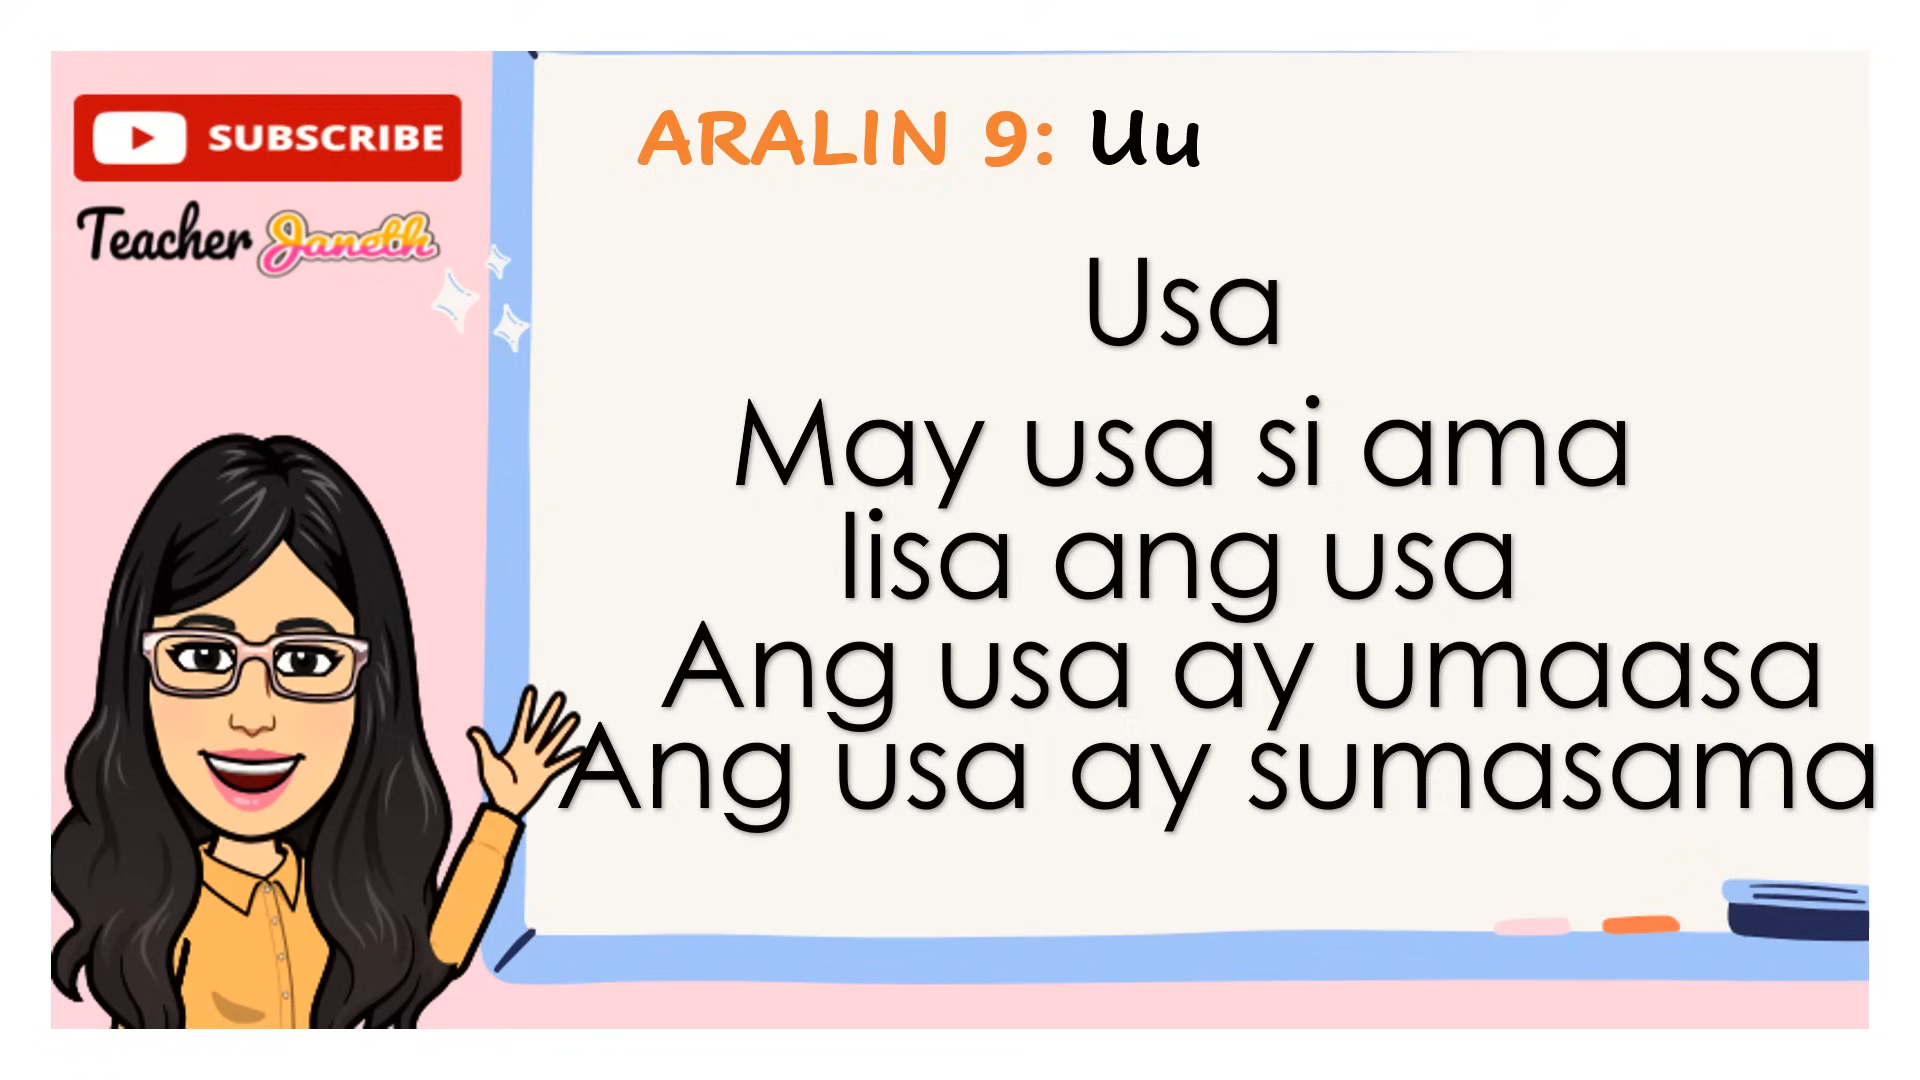 SUBSCRIBE
Teacher Janeth
ARALIN 9: Uu
Usa
May usa si ama
Iisa ang usa
Ang usa ay umaasa
Ang usa ay sumasama